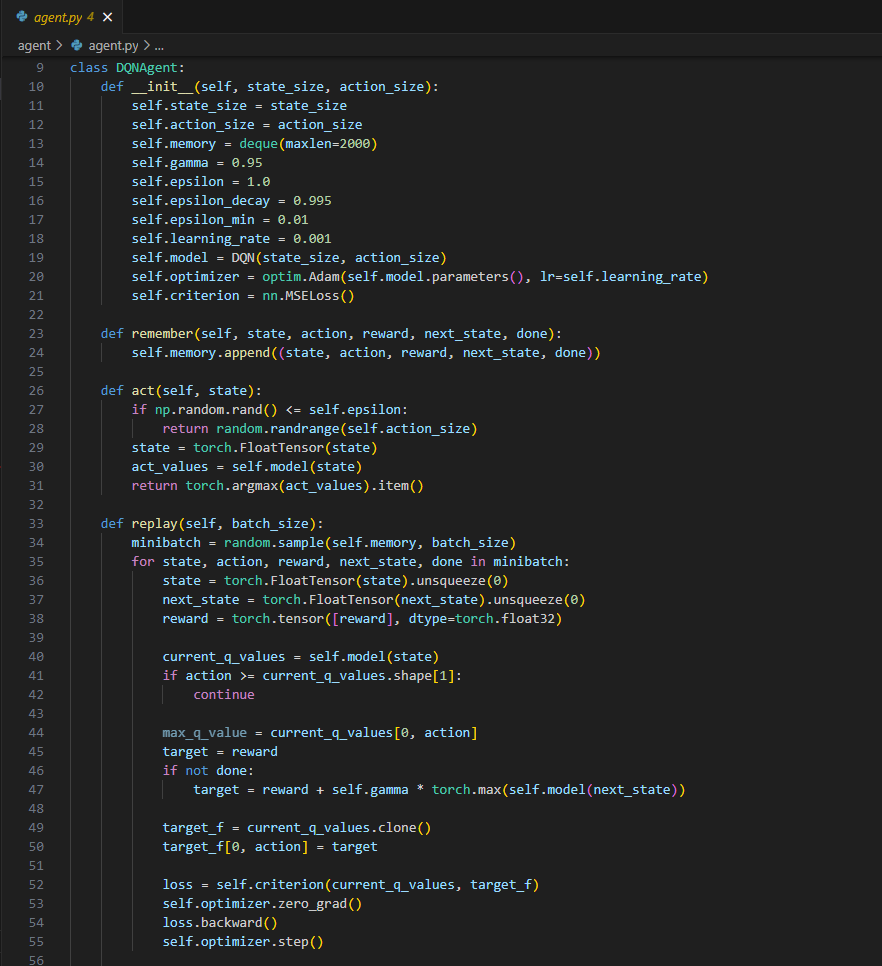 agent.py 4 ×
agent > agent.py > ...
9 class DQNAgent:
10     def __init__(self, state_size, action_size):
11         self.state_size = state_size
12         self.action_size = action_size
13         self.memory = deque(maxlen=2000)
14         self.gamma = 0.95
15         self.epsilon = 1.0
16         self.epsilon_decay = 0.995
17         self.epsilon_min = 0.01
18         self.learning_rate = 0.001
19         self.model = DQN(state_size, action_size)
20         self.optimizer = optim.Adam(self.model.parameters(), lr=self.learning_rate)
21         self.criterion = nn.MSELoss()
22
23     def remember(self, state, action, reward, next_state, done):
24         self.memory.append((state, action, reward, next_state, done))
25
26     def act(self, state):
27         if np.random.rand() <= self.epsilon:
28             return random.randrange(self.action_size)
29         state = torch.FloatTensor(state)
30         act_values = self.model(state)
31         return torch.argmax(act_values).item()
32
33     def replay(self, batch_size):
34         minibatch = random.sample(self.memory, batch_size)
35         for state, action, reward, next_state, done in minibatch:
36             state = torch.FloatTensor(state).unsqueeze(0)
37             next_state = torch.FloatTensor(next_state).unsqueeze(0)
38             reward = torch.tensor([reward], dtype=torch.float32)
39
40             current_q_values = self.model(state)
41             if action >= current_q_values.shape[1]:
42                 continue
43
44             max_q_value = current_q_values[0, action]
45             target = reward
46             if not done:
47                 target = reward + self.gamma * torch.max(self.model(next_state))
48
49             target_f = current_q_values.clone()
50             target_f[0, action] = target
51
52             loss = self.criterion(current_q_values, target_f)
53             self.optimizer.zero_grad()
54             loss.backward()
55             self.optimizer.step()
56